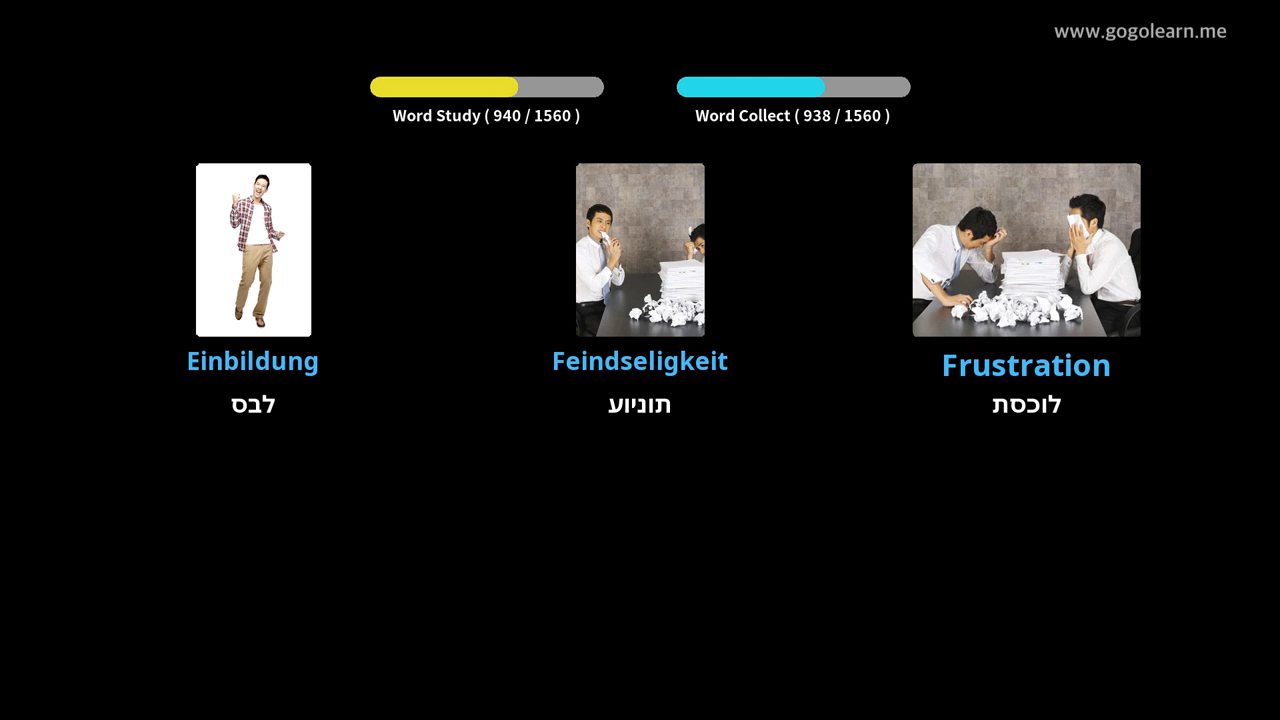 www.gogolearn.me
Word Study ( 940 / 1560 )
Word Collect ( 938 / 1560 )
Einbildung
לבס
Feindseligkeit
תוניוע
Frustration
לוכסת